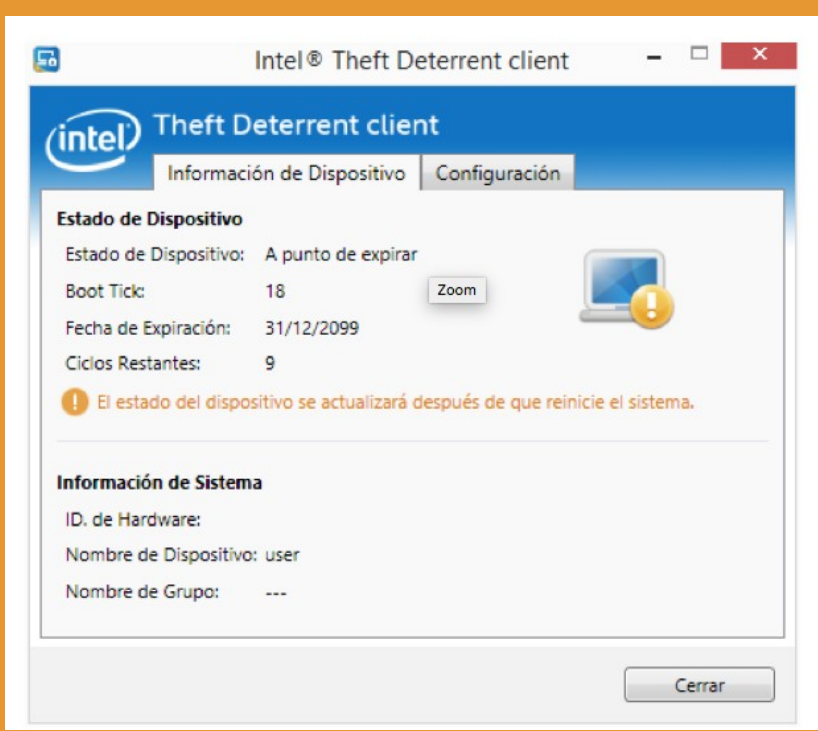 Intel® Theft Deterrent client
intel Theft Deterrent client
Información de Dispositivo Configuración
Estado de Dispositivo
Estado de Dispositivo: A punto de expirar
Boot Tick: 18 Zoom
Fecha de Expiración: 31/12/2099
Ciclos Restantes: 9
El estado del dispositivo se actualizará después de que reinicie el sistema.
Información de Sistema
ID. de Hardware:
Nombre de Dispositivo: user
Nombre de Grupo: ---
Cerrar